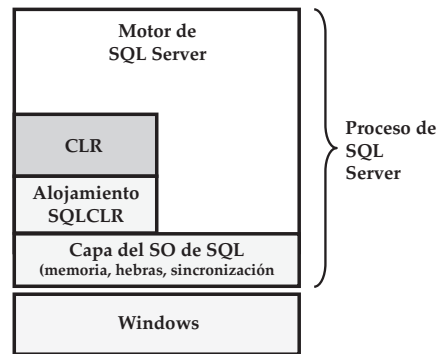 Motor de
SQL Server
CLR
Alojamiento
SQLCLR
Capa del SO de SQL
(memoria, hebras, sincronización
Windows
Proceso de
SQL
Server